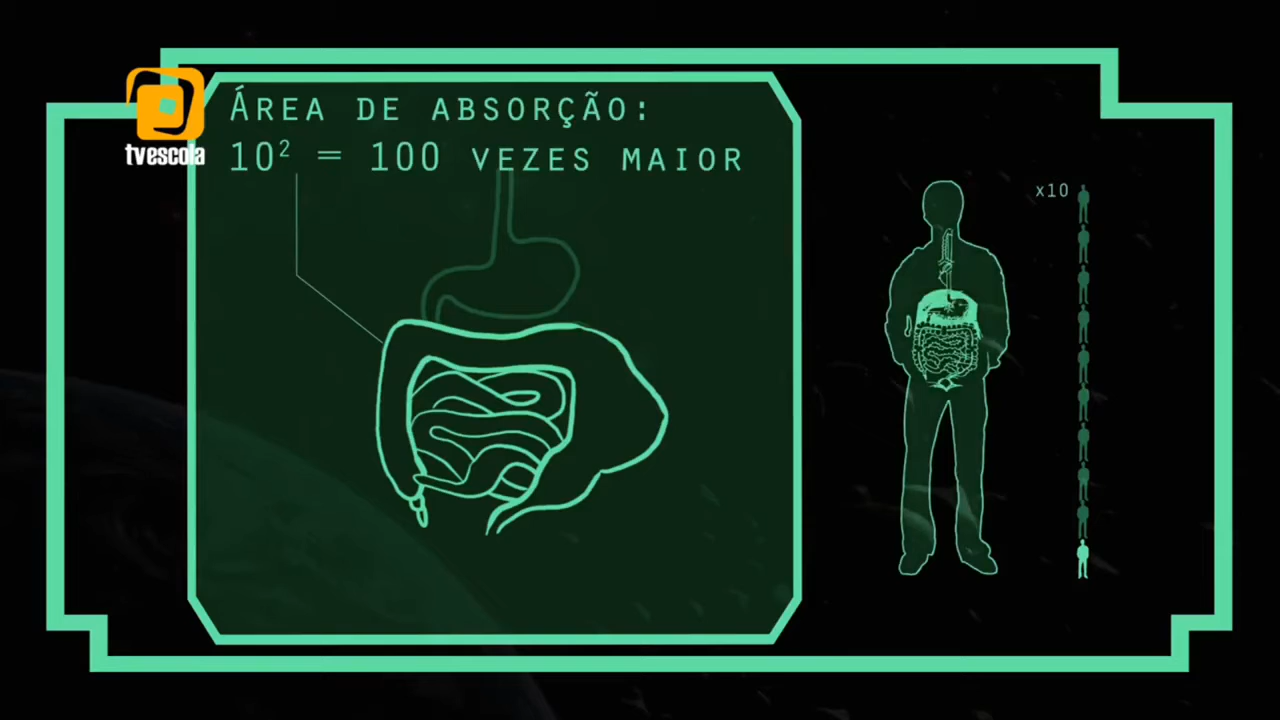 tvescola
ÁREA DE ABSORÇÃO:
10² = 100 VEZES MAIOR
x10